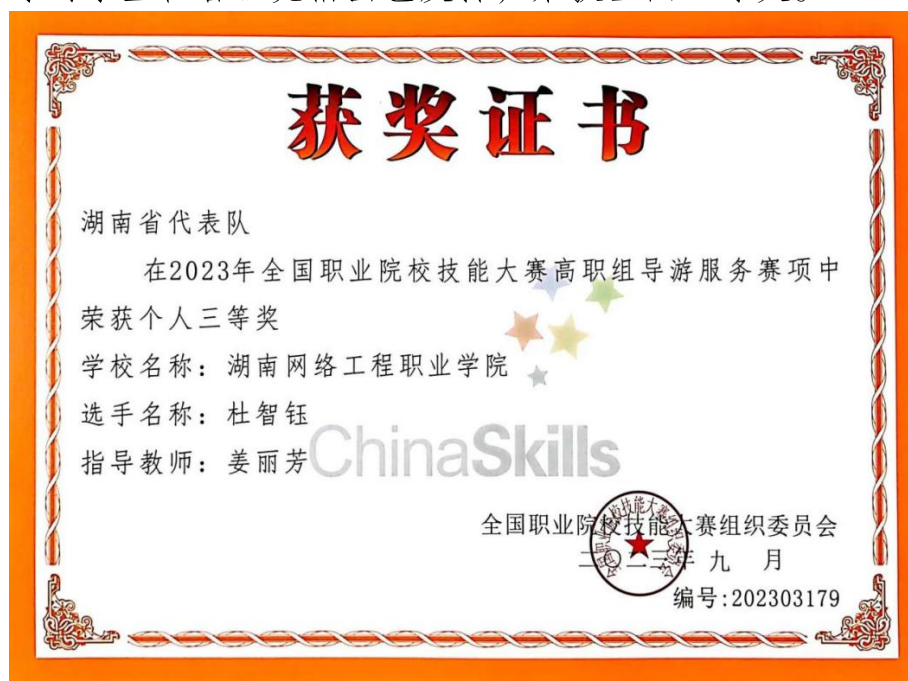 获奖证书
湖南省代表队
在2023年全国职业院校技能大赛高职组导游服务赛项中
荣获个人三等奖
学校名称：湖南网络工程职业学院
选手名称：杜智钰
指导教师：姜丽芳
ChinaSkills
全国职业院校技能大赛组织委员会
二〇二三年九 月
编号:202303179